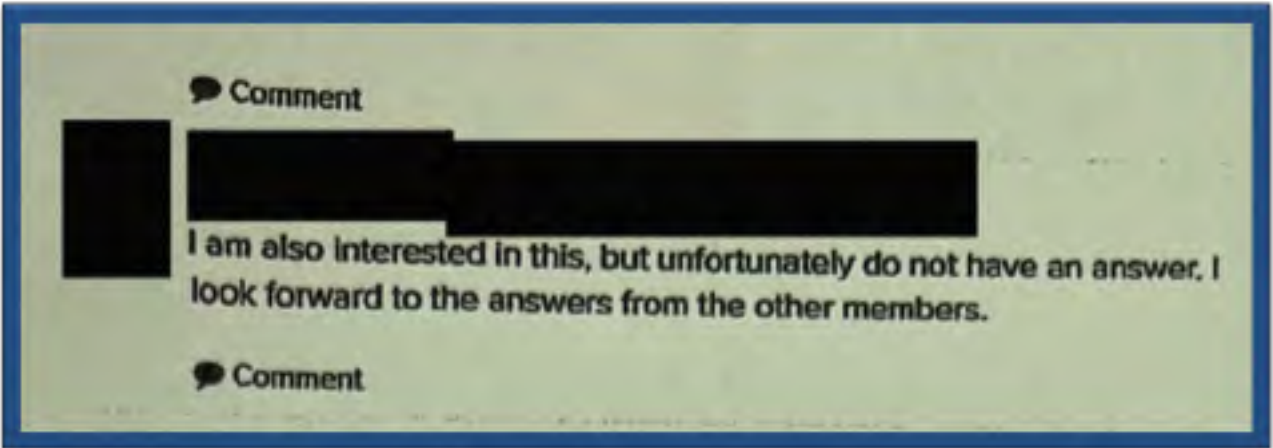 Comment
I am also interested in this, but unfortunately do not have an answer. I
look forward to the answers from the other members.
Comment